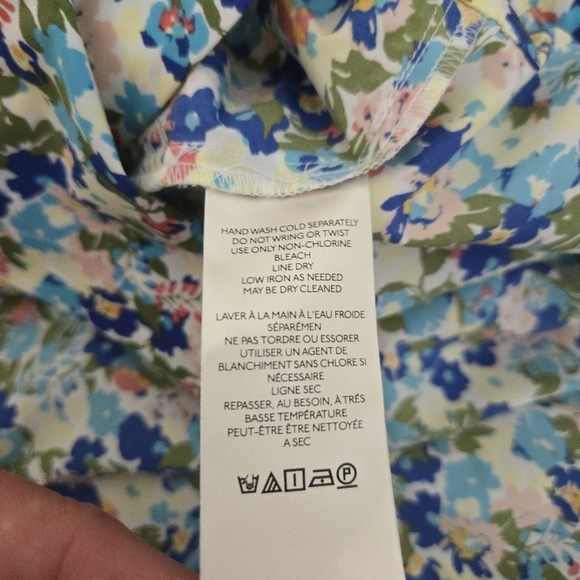 HAND WASH COLD SEPARATELY
DO NOT WRING OR TWIST
USE ONLY NON-CHLORINE
BLEACH
LINE DRY
LOW IRON AS NEEDED
MAY BE DRY CLEANED
LAVER À LA MAIN À L'EAU FROIDE
SÉPARÉMEN
NE PAS TORDRE OU ESSORER
UTILISER UN AGENT DE
BLANCHIMENT SANS CHLORE SI
NÉCESSAIRE
LIGNE SEC
REPASSER, AU BESOIN, À TRÉS
BASSE TEMPÉRATURE
PEUT-ÊTRE ÊTRE NETTOYÉE
A SEC
P